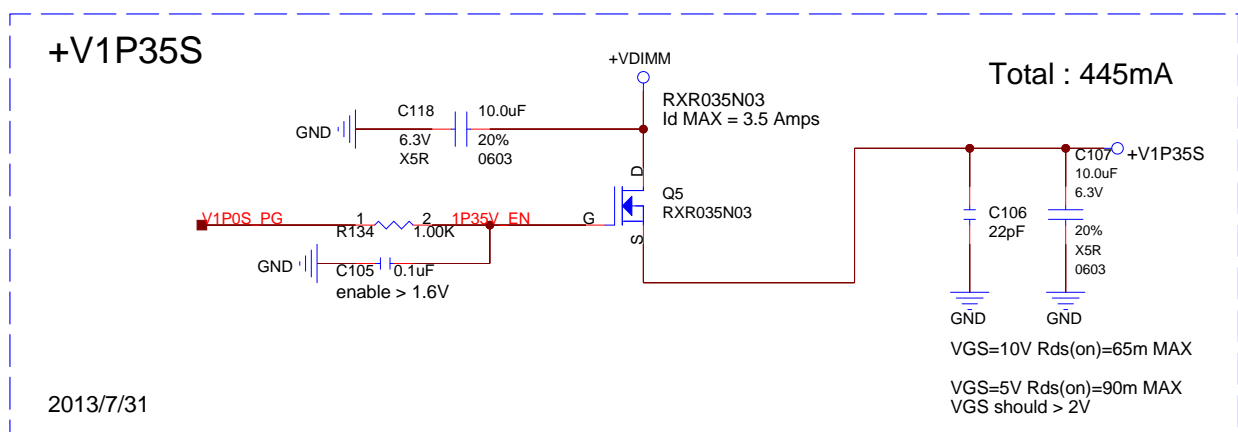 +V1P35S
+VDIMM
Total : 445mA
RXR035N03
Id MAX = 3.5 Amps
C118
10.0uF
GND
6.3V
20%
X5R
0603
C107
+V1P35S
10.0uF
6.3V
D
Q5
RXR035N03
V1P0S_PG
1
2
1P35V_EN
G
R134
1.00K
S
C106
22pF
20%
X5R
0603
GND
C105
0.1uF
enable > 1.6V
GND
GND
VGS=10V Rds(on)=65m MAX
VGS=5V Rds(on)=90m MAX
VGS should > 2V
2013/7/31